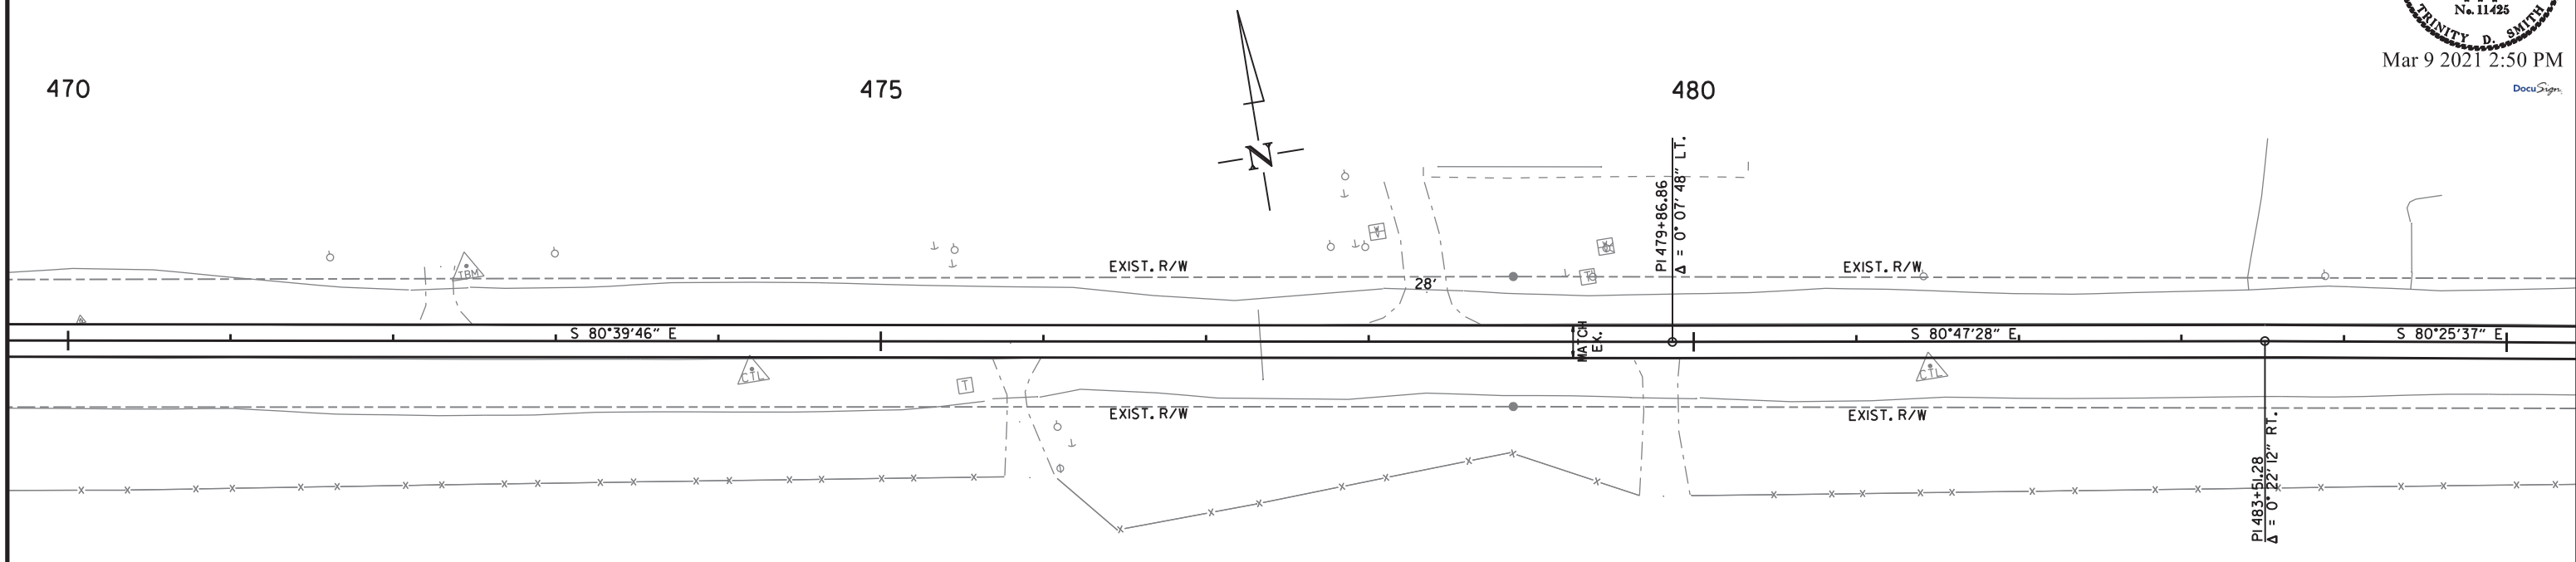 No. 11425
TRINITY D. SMITH
Mar 9 2021 2:50 PM
DocuSign
470
475
480
N
PI 479+86.86
Δ = 0° 07' 48" LT.
EXIST. R/W
EXIST. R/W
TBM
28'
S 80°39'46" E
MATCH
EX.
S 80°47'28" E
S 80°25'37" E
CTL
T
CTL
EXIST. R/W
EXIST. R/W
PI 483+51.28
Δ = 0° 22' 12" RT.